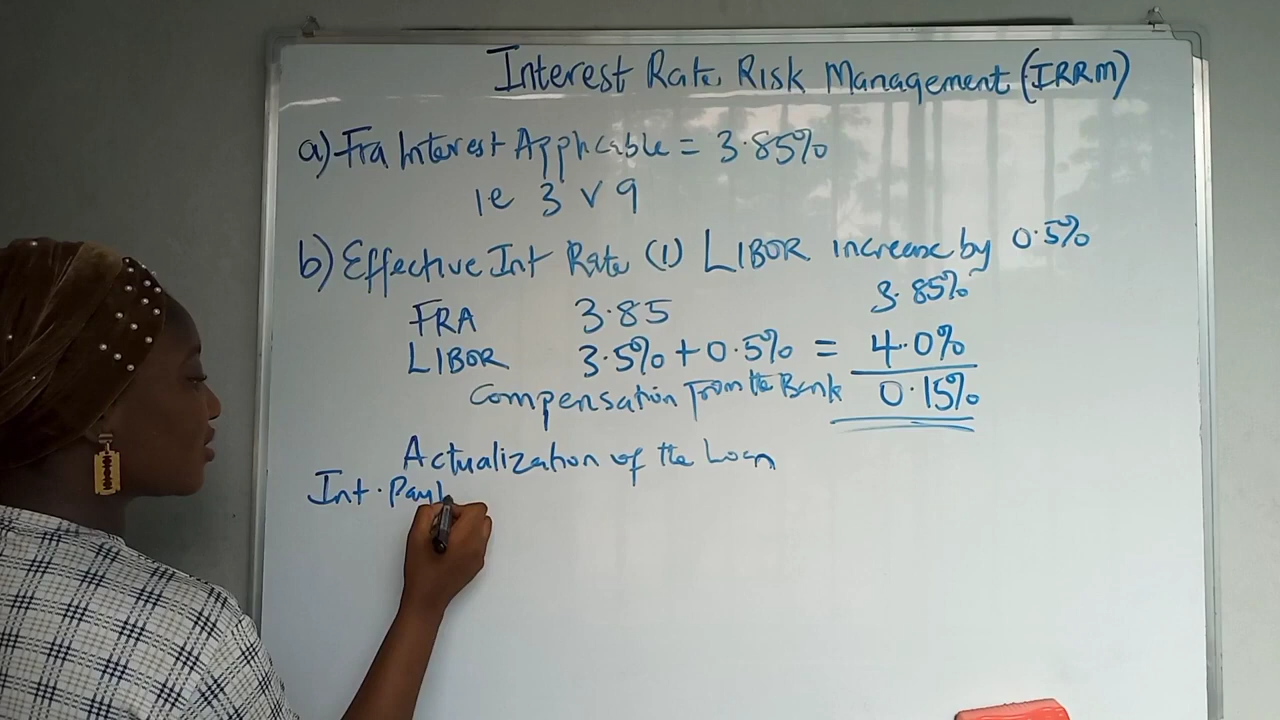 Interest Rate Risk Management (IRRM)
a) Fra Interest Applicable = 3.85%
ie 3 v 9
b) Effective Int Rate (1) LIBOR increase by 0.5%
3.85%
FRA 3.85
LIBOR 3.5% + 0.5% = 4.0%
Compensation from the Bank 0.15%
Actualization of the Loan
Int. Pay